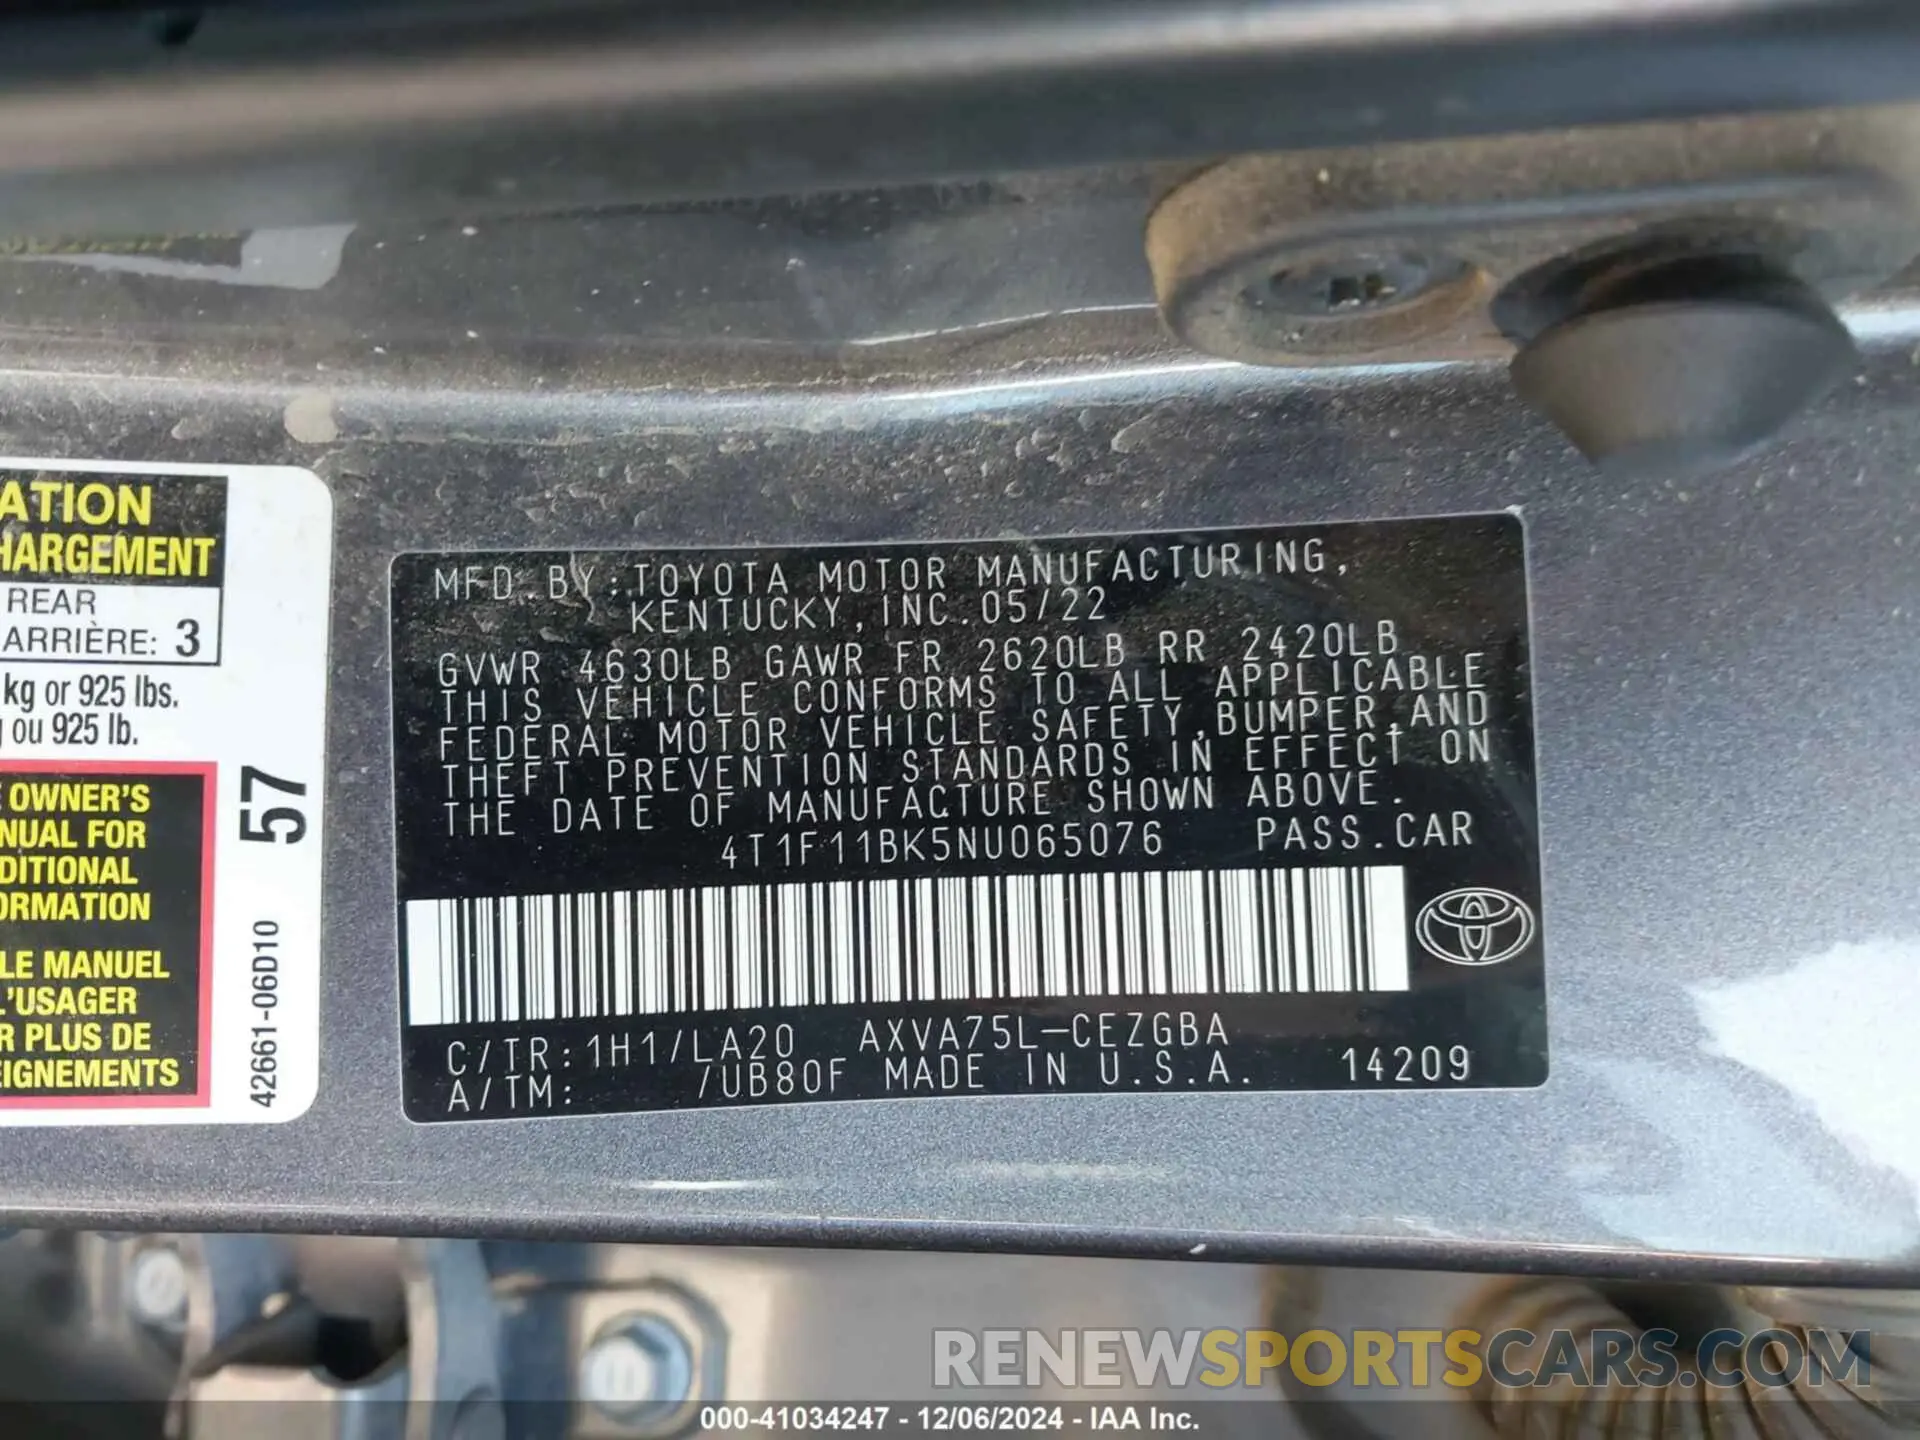 ATION
HARGEMENT
REAR
ARRIÈRE: 3
kg or 925 lbs.
ou 925 lb.
OWNER'S
NUAL FOR
DITIONAL
ORMATION
LE MANUEL
L'USAGER
R PLUS DE
EIGNEMENTS
57
42661-06D10
MFD. BY: TOYOTA MOTOR MANUFACTURING,
KENTUCKY, INC. 05/22
GVWR 4630LB GAWR FR 2620LB RR 2420LB
THIS VEHICLE CONFORMS TO ALL APPLICABLE
FEDERAL MOTOR VEHICLE SAFETY, BUMPER, AND
THEFT PREVENTION STANDARDS IN EFFECT ON
THE DATE OF MANUFACTURE SHOWN ABOVE.
4T1F11BK5NU065076 PASS. CAR
C/TR: 1H1/LA20 AXVA75L-CEZGBA
A/TM: /UB80F MADE IN U.S.A. 14209
RENEWSPORTSCARS.COM
000-41034247 - 12/06/2024 - IAA Inc.